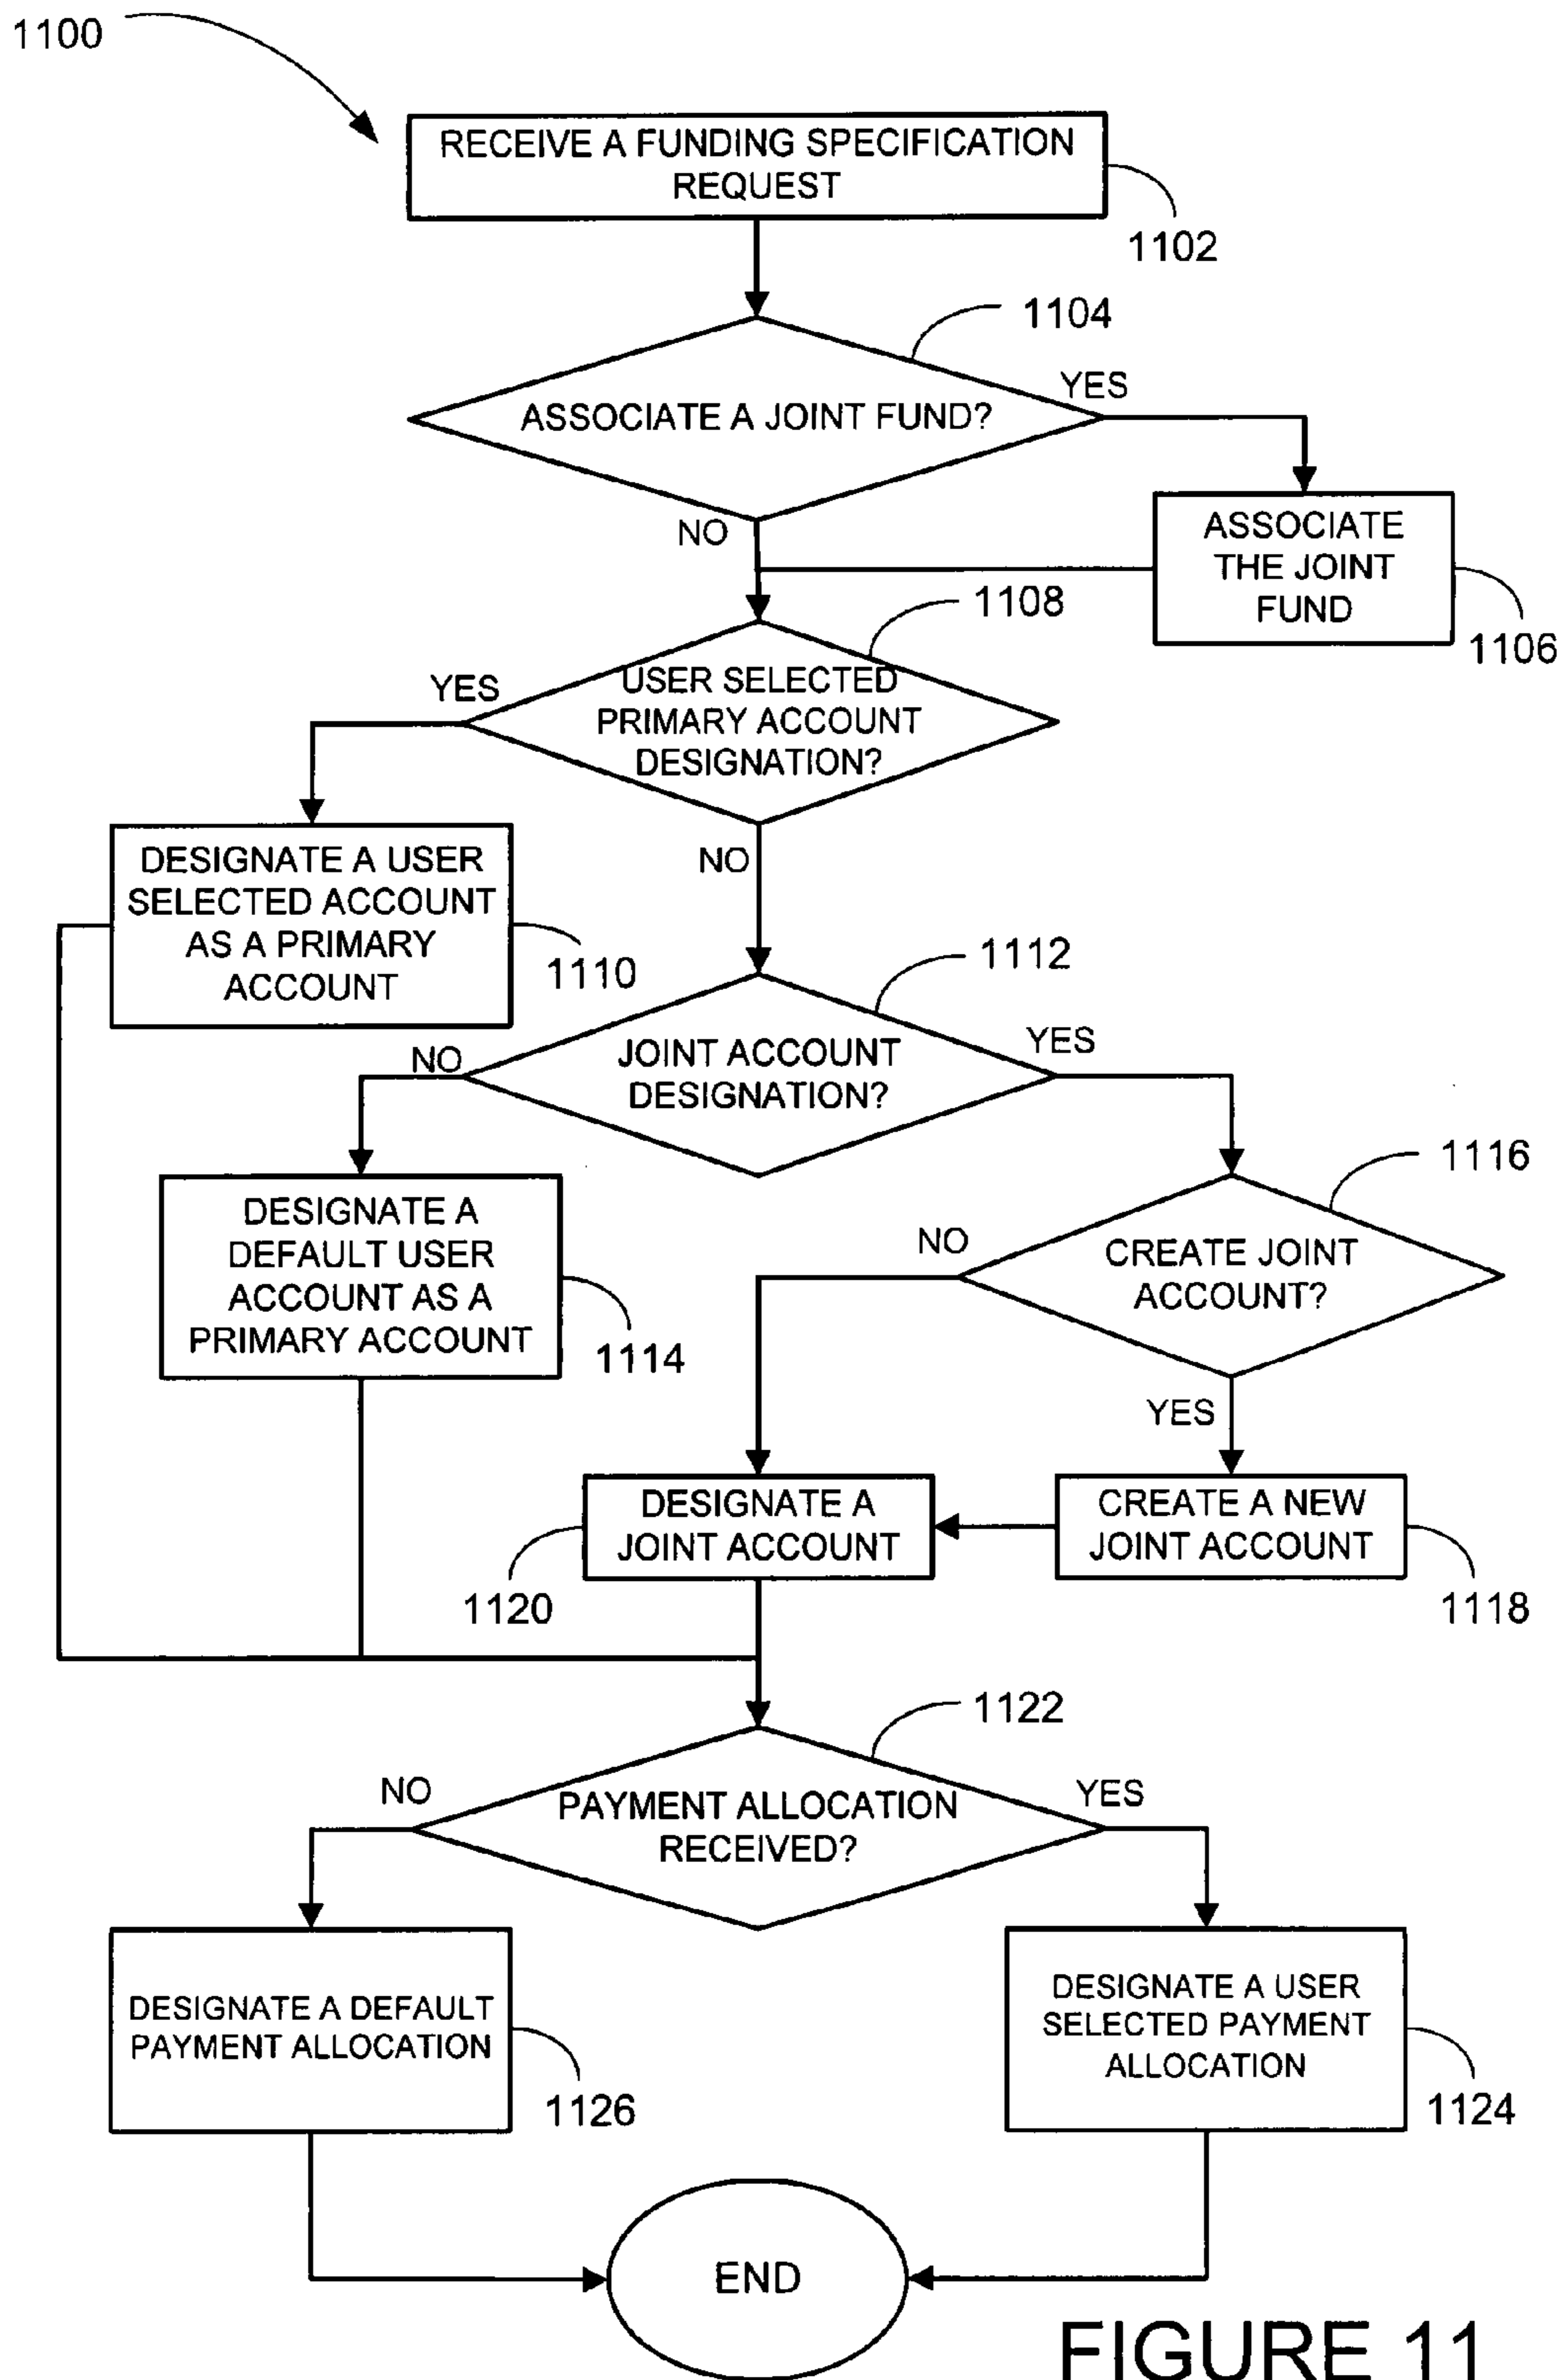 1100
RECEIVE A FUNDING SPECIFICATION
REQUEST
1102
1104
YES
ASSOCIATE A JOINT FUND?
NO
ASSOCIATE
THE JOINT
FUND
1106
1108
YES
USER SELECTED
PRIMARY ACCOUNT
DESIGNATION?
NO
DESIGNATE A USER
SELECTED ACCOUNT
AS A PRIMARY
ACCOUNT
1110
1112
NO
JOINT ACCOUNT
DESIGNATION?
YES
DESIGNATE A
DEFAULT USER
ACCOUNT AS A
PRIMARY ACCOUNT
1114
1116
NO
CREATE JOINT
ACCOUNT?
YES
DESIGNATE A
JOINT ACCOUNT
1120
CREATE A NEW
JOINT ACCOUNT
1118
1122
NO
PAYMENT ALLOCATION
RECEIVED?
YES
DESIGNATE A DEFAULT
PAYMENT ALLOCATION
1126
DESIGNATE A USER
SELECTED PAYMENT
ALLOCATION
1124
END
FIGURE 11